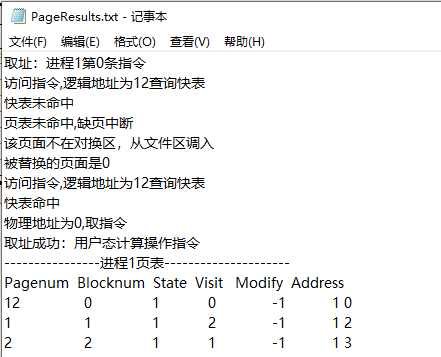 PageResults.txt - 记事本
文件(F) 编辑(E) 格式(O) 查看(V) 帮助(H)
取址：进程1第0条指令
访问指令,逻辑地址为12查询快表
快表未命中
页表未命中,缺页中断
该页面不在对换区，从文件区调入
被替换的页面是0
访问指令,逻辑地址为12查询快表
快表命中
物理地址为0,取指令
取址成功：用户态计算操作指令
----------------进程1页表---------------------
Pagenum Blocknum State Visit Modify Address
12 0 1 0 -1 1 0
1 1 1 2 -1 1 2
2 2 1 1 -1 1 3